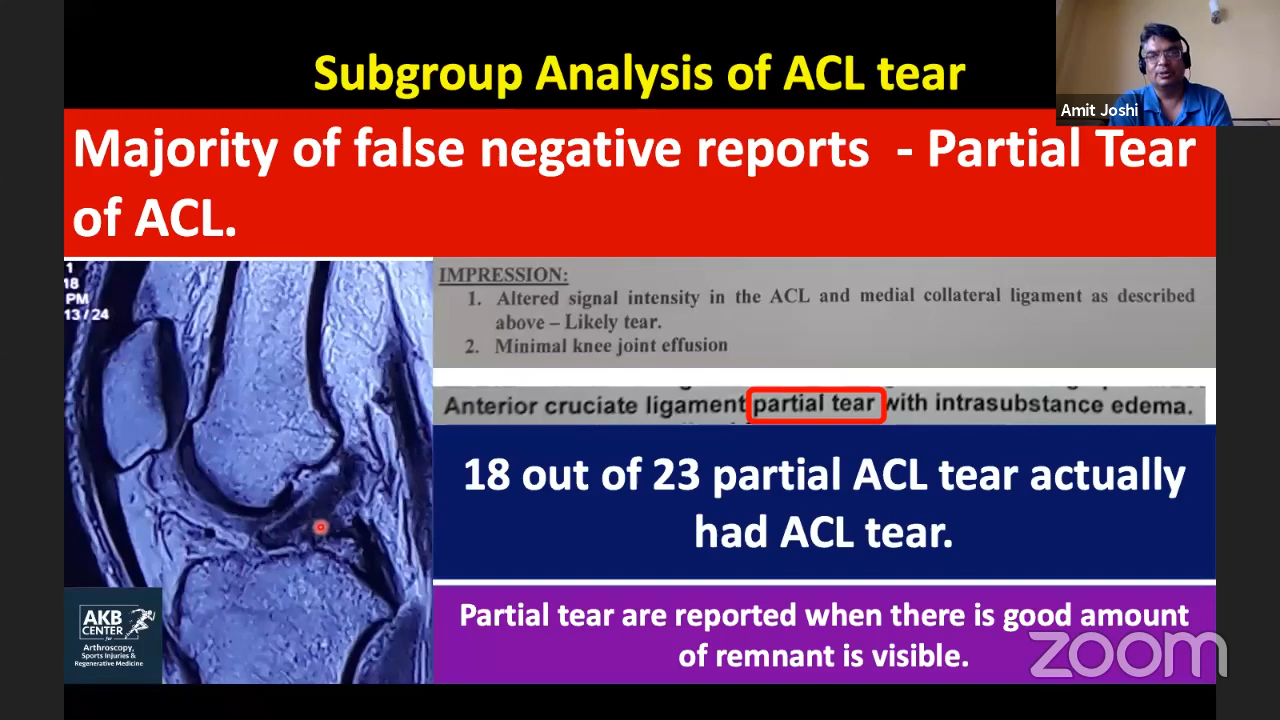 Subgroup Analysis of ACL tear
Amit Joshi
Majority of false negative reports - Partial Tear
of ACL.
1
18
PM
13/24
IMPRESSION:
1. Altered signal intensity in the ACL and medial collateral ligament as described
above – Likely tear.
2. Minimal knee joint effusion
Anterior cruciate ligament partial tear with intrasubstance edema.
18 out of 23 partial ACL tear actually
had ACL tear.
Partial tear are reported when there is good amount
of remnant is visible.
AKB
CENTER
for
Arthroscopy,
Sports Injuries &
Regenerative Medicine
zoom